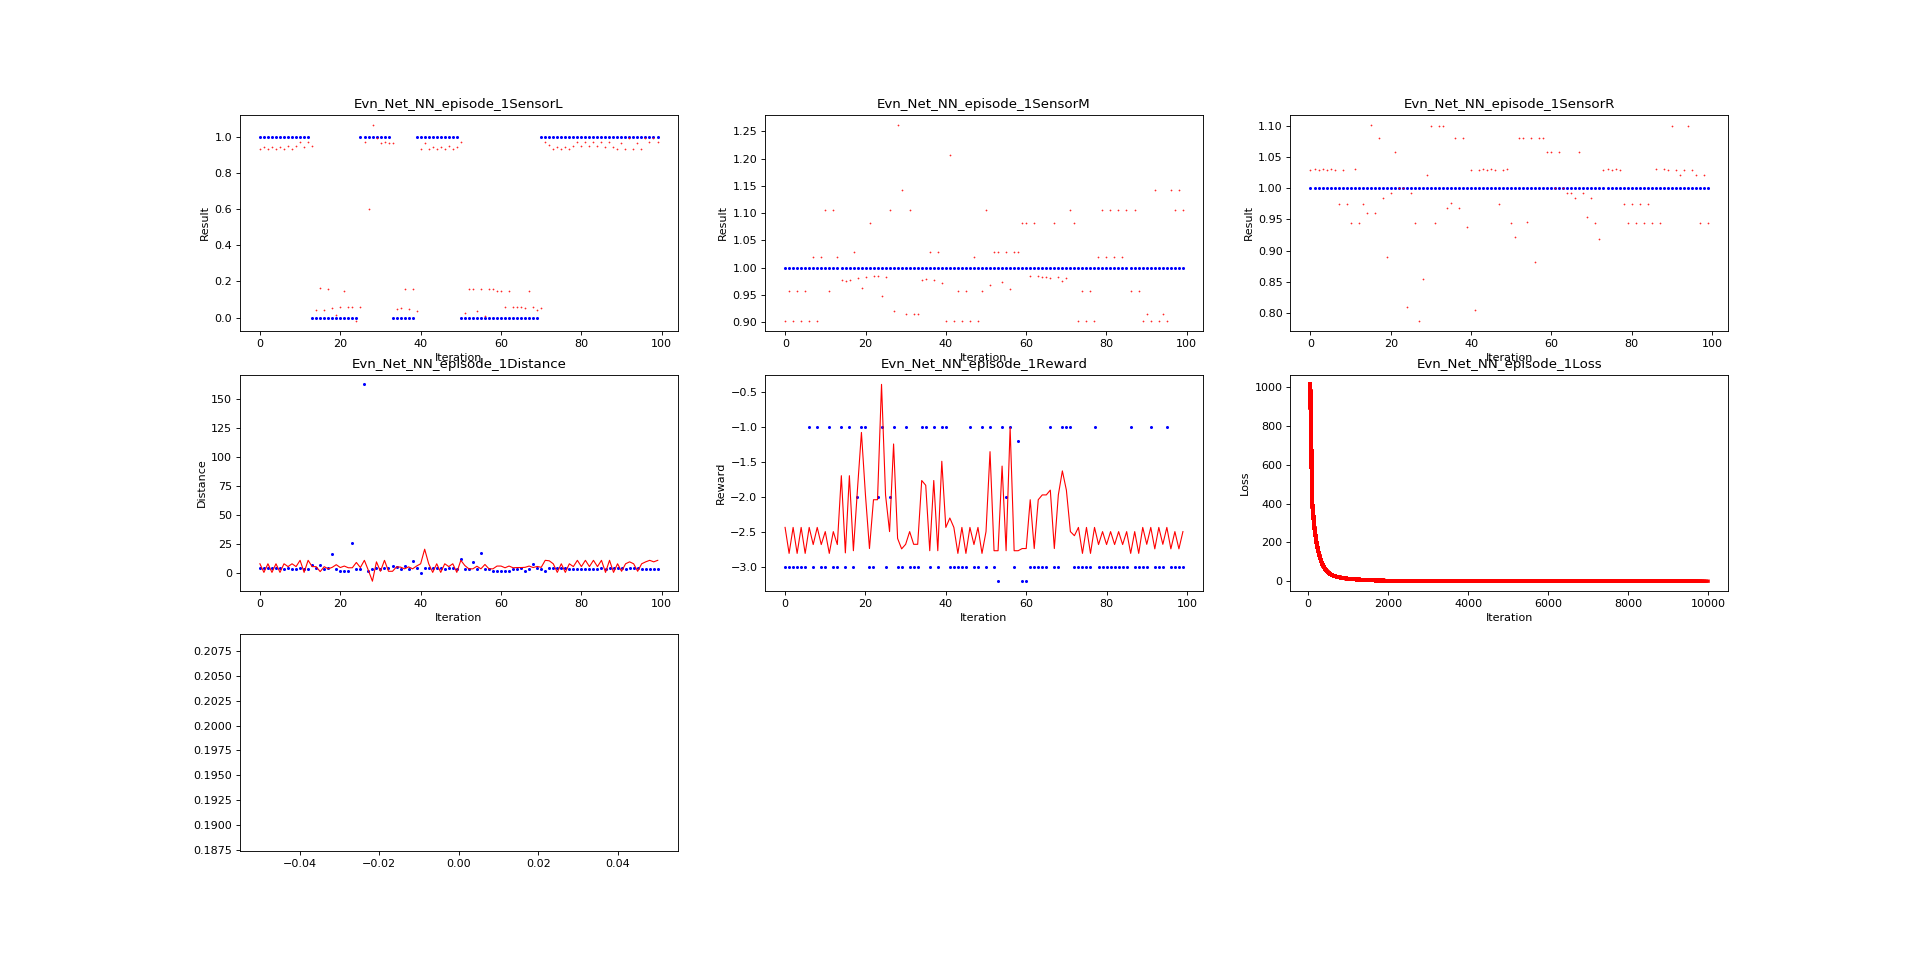 Evn_Net_NN_episode_1SensorL
Result
1.0
0.8
0.6
0.4
0.2
0.0
0 20 40 60 80 100
Iteration
Evn_Net_NN_episode_1SensorM
Result
1.25
1.20
1.15
1.10
1.05
1.00
0.95
0.90
0 20 40 60 80 100
Iteration
Evn_Net_NN_episode_1SensorR
Result
1.10
1.05
1.00
0.95
0.90
0.85
0.80
0 20 40 60 80 100
Iteration
Evn_Net_NN_episode_1Distance
Distance
150
125
100
75
50
25
0
0 20 40 60 80 100
Iteration
Evn_Net_NN_episode_1Reward
Reward
−0.5
−1.0
−1.5
−2.0
−2.5
−3.0
0 20 40 60 80 100
Iteration
Evn_Net_NN_episode_1Loss
Loss
1000
800
600
400
200
0
0 2000 4000 6000 8000 10000
Iteration
0.2075
0.2050
0.2025
0.2000
0.1975
0.1950
0.1925
0.1900
0.1875
−0.04 −0.02 0.00 0.02 0.04